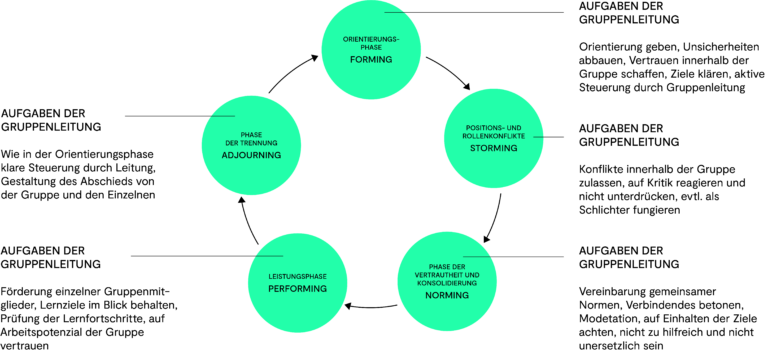 AUFGABEN DER
GRUPPENLEITUNG
Orientierung geben, Unsicherheiten
abbauen, Vertrauen innerhalb der
Gruppe schaffen, Ziele klären, aktive
Steuerung durch Gruppenleitung
ORIENTIERUNGS-
PHASE
FORMING
AUFGABEN DER
GRUPPENLEITUNG
Wie in der Orientierungsphase
klare Steuerung durch Leitung,
Gestaltung des Abschieds von
der Gruppe und den Einzelnen
PHASE
DER TRENNUNG
ADJOURNING
POSITIONS- UND
ROLLENKONFLIKTE
STORMING
AUFGABEN DER
GRUPPENLEITUNG
Konflikte innerhalb der Gruppe
zulassen, auf Kritik reagieren und
nicht unterdrücken, evtl. als
Schlichter fungieren
AUFGABEN DER
GRUPPENLEITUNG
Förderung einzelner Gruppenmit-
glieder, Lernziele im Blick behalten,
Prüfung der Lernfortschritte, auf
Arbeitspotenzial der Gruppe
vertrauen
LEISTUNGSPHASE
PERFORMING
PHASE DER
VERTRAUTHEIT UND
KONSOLIDIERUNG
NORMING
AUFGABEN DER
GRUPPENLEITUNG
Vereinbarung gemeinsamer
Normen, Verbindendes betonen,
Modetation, auf Einhalten der Ziele
achten, nicht zu hilfreich und nicht
unersetzlich sein